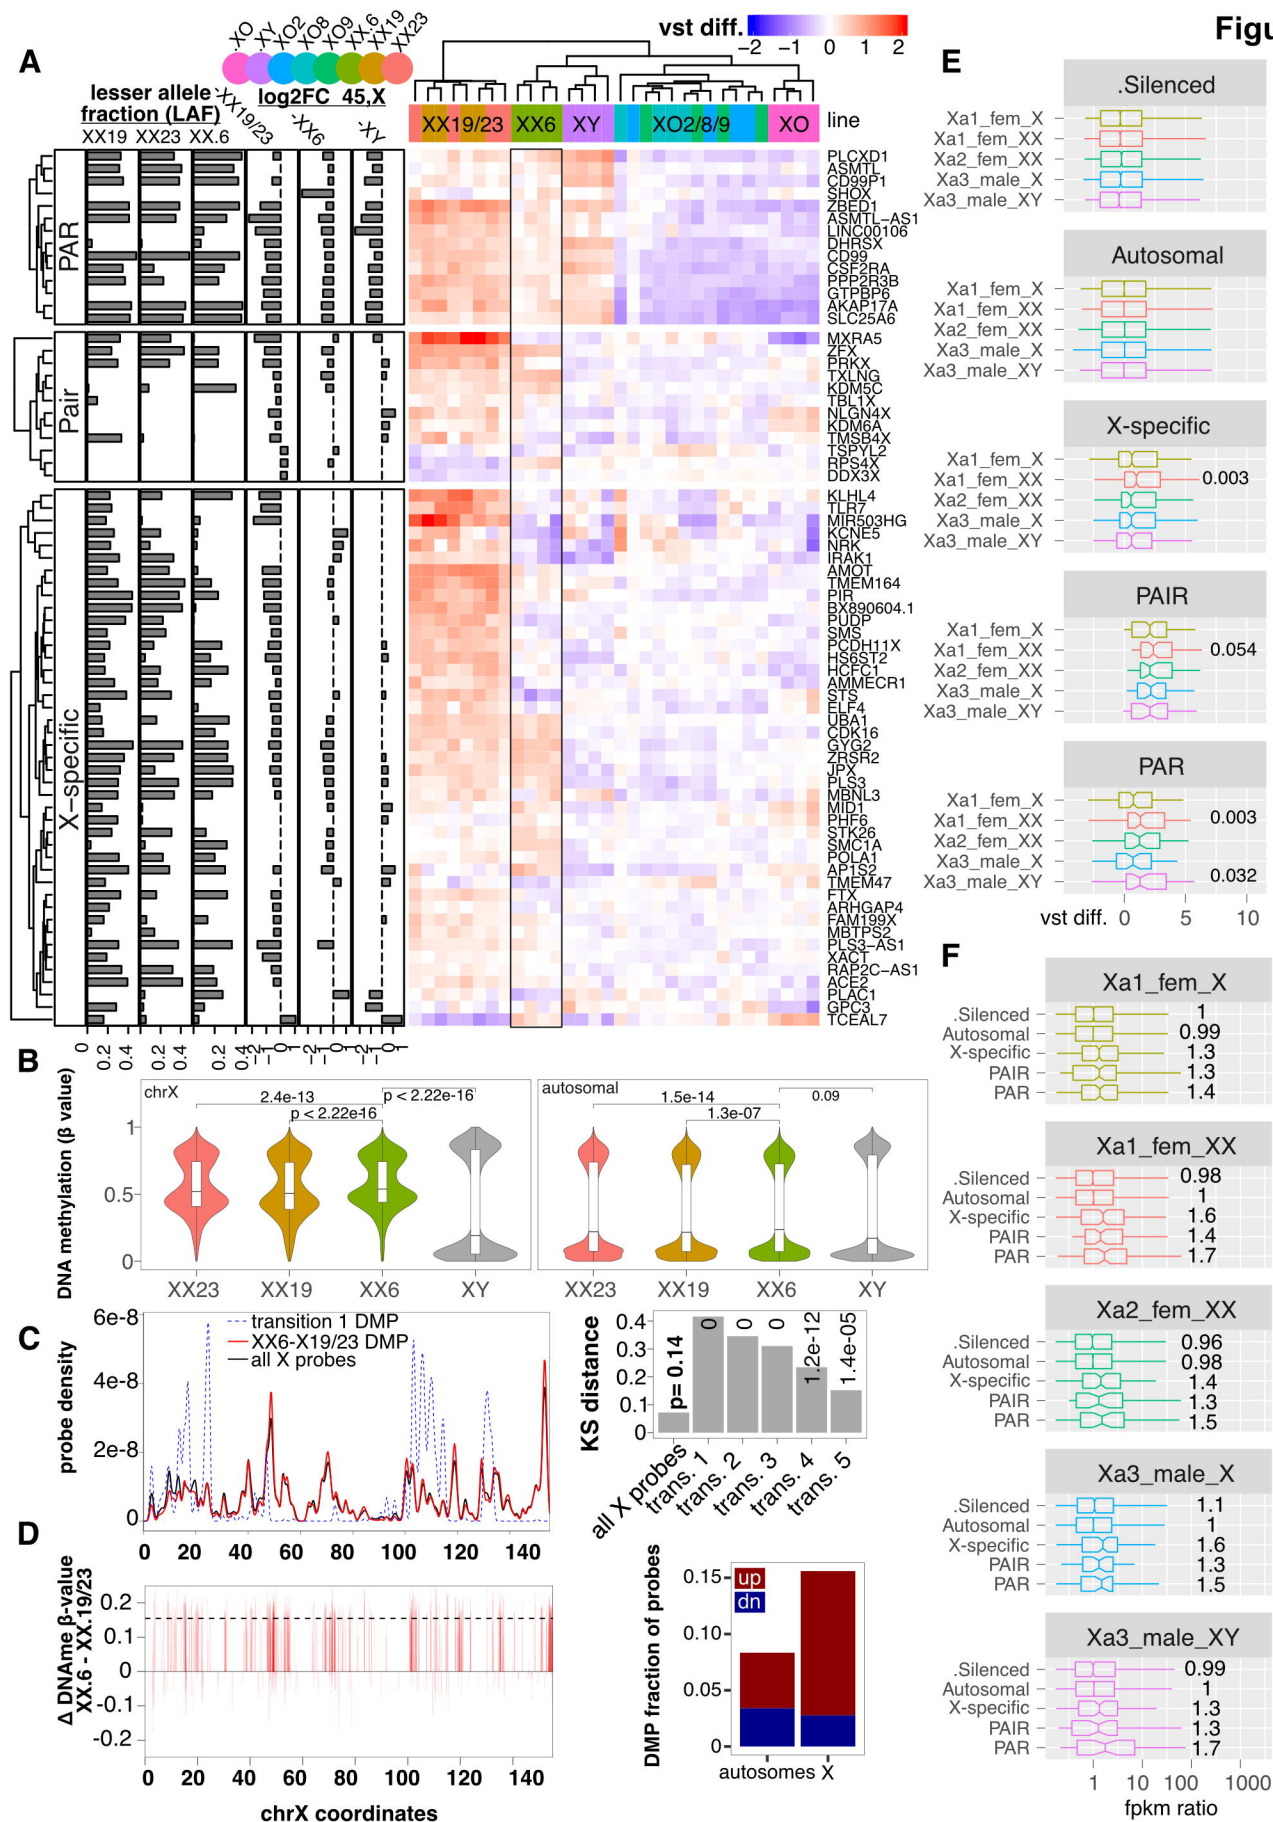 Figu
A
.XO .XY XO2 XO8 XO9 XX.6 XX19 XX23
vst diff.
−2 −1 0 1 2
lesser allele
fraction (LAF)
log2FC 45,X
XX19 XX23 XX.6 -XX19/23 -XX6 -XY
XX19/23 XX6 XY XO2/8/9 XO line
PAR
PLCXD1
ASMTL
CD99P1
SHOX
ZBED1
ASMTL−AS1
LINC00106
DHRSX
CD99
CSF2RA
PPP2R3B
GTPBP6
AKAP17A
SLC25A6
Pair
MXRA5
ZFX
PRKX
TXLNG
KDM5C
TBL1X
NLGN4X
KDM6A
TMSB4X
TSPYL2
RPS4X
DDX3X
X−specific
KLHL4
TLR7
MIR503HG
KCNE5
NRK
IRAK1
AMOT
TMEM164
PIR
BX890604.1
PUDP
SMS
PCDH11X
HS6ST2
HCFC1
AMMECR1
STS
ELF4
UBA1
CDK16
GYG2
ZRSR2
JPX
PLS3
MBNL3
MID1
PHF6
STK26
SMC1A
POLA1
AP1S2
TMEM47
FTX
ARHGAP4
FAM199X
MBTPS2
PLS3−AS1
XACT
RAP2C−AS1
ACE2
PLAC1
GPC3
TCEAL7
0 0.2 0.4 0.2 0.4 0.2 0.4 −2 −1 0 1 −2 −1 0 1 −2 −1 0 1
B
DNA methylation (β value)
chrX
2.4e-13
p < 2.22e-16
p < 2.22e-16
autosomal
1.5e-14
1.3e-07
0.09
1
0.5
0
XX23 XX19 XX6 XY XX23 XX19 XX6 XY
C
probe density
6e-8
4e-8
2e-8
0
transition 1 DMP
XX6-X19/23 DMP
all X probes
0 20 40 60 80 100 120 140
KS distance
0.4
0.3
0.2
0.1
0
p= 0.14
0
0
0
1.2e-12
1.4e-05
all X probes
trans. 1
trans. 2
trans. 3
trans. 4
trans. 5
D
Δ DNAme β-value
XX.6 - XX.19/23
0.2
0.1
0
-0.1
-0.2
0 20 40 60 80 100 120 140
chrX coordinates
DMP fraction of probes
0.15
0.10
0.05
0
up
dn
autosomes X
E
.Silenced
Xa1_fem_X
Xa1_fem_XX
Xa2_fem_XX
Xa3_male_X
Xa3_male_XY
Autosomal
Xa1_fem_X
Xa1_fem_XX
Xa2_fem_XX
Xa3_male_X
Xa3_male_XY
X-specific
Xa1_fem_X
Xa1_fem_XX 0.003
Xa2_fem_XX
Xa3_male_X
Xa3_male_XY
PAIR
Xa1_fem_X
Xa1_fem_XX 0.054
Xa2_fem_XX
Xa3_male_X
Xa3_male_XY
PAR
Xa1_fem_X
Xa1_fem_XX 0.003
Xa2_fem_XX
Xa3_male_X
Xa3_male_XY 0.032
vst diff. 0 5 10
F
Xa1_fem_X
.Silenced 1
Autosomal 0.99
X-specific 1.3
PAIR 1.3
PAR 1.4
Xa1_fem_XX
.Silenced 0.98
Autosomal 1
X-specific 1.6
PAIR 1.4
PAR 1.7
Xa2_fem_XX
.Silenced 0.96
Autosomal 0.98
X-specific 1.4
PAIR 1.3
PAR 1.5
Xa3_male_X
.Silenced 1.1
Autosomal 1
X-specific 1.6
PAIR 1.3
PAR 1.5
Xa3_male_XY
.Silenced 0.99
Autosomal 1
X-specific 1.3
PAIR 1.3
PAR 1.7
1 10 100 1000
fpkm ratio